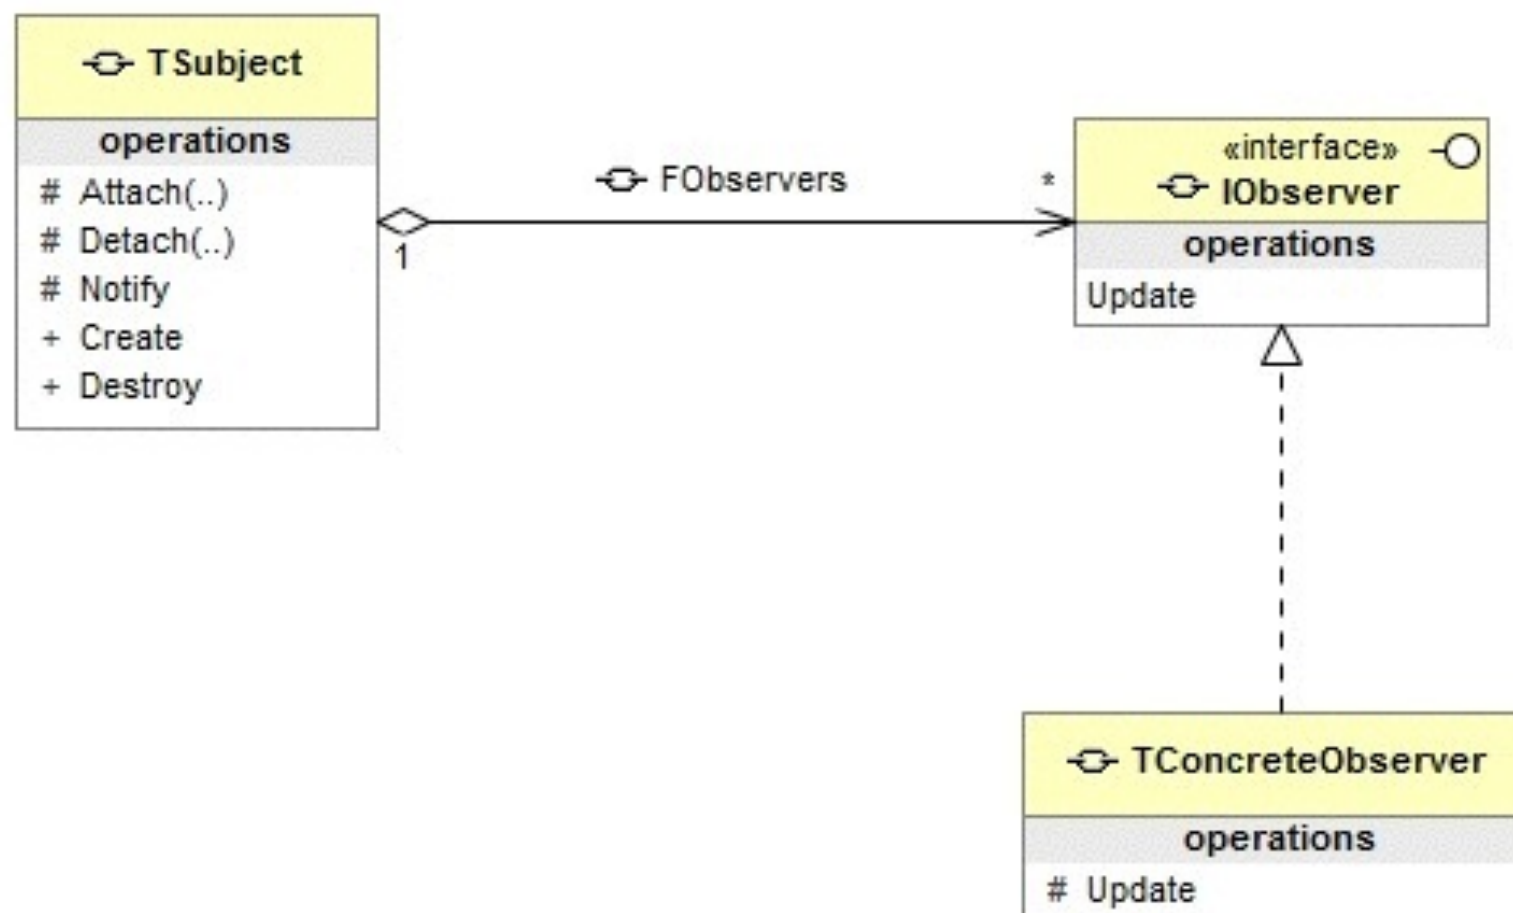 TSubject
operations
# Attach(..)
# Detach(..)
# Notify
+ Create
+ Destroy
1
FObservers
*
«interface»
IObserver
operations
Update
TConcreteObserver
operations
# Update